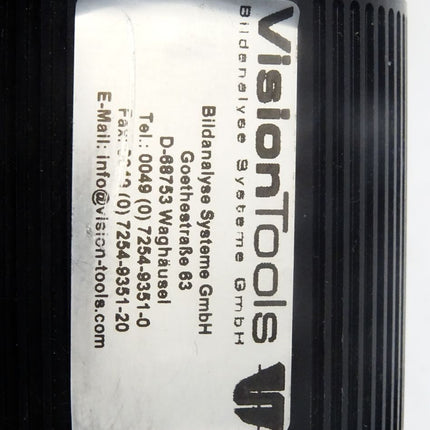 VisionTools
Bildanalyse Systeme GmbH
Bildanalyse Systeme GmbH
Goethestraße 63
D-68753 Waghäusel
Tel.: 0049 (0) 7254-9351-0
Fax: 0049 (0) 7254-9351-20
E-Mail: info@vision-tools.com